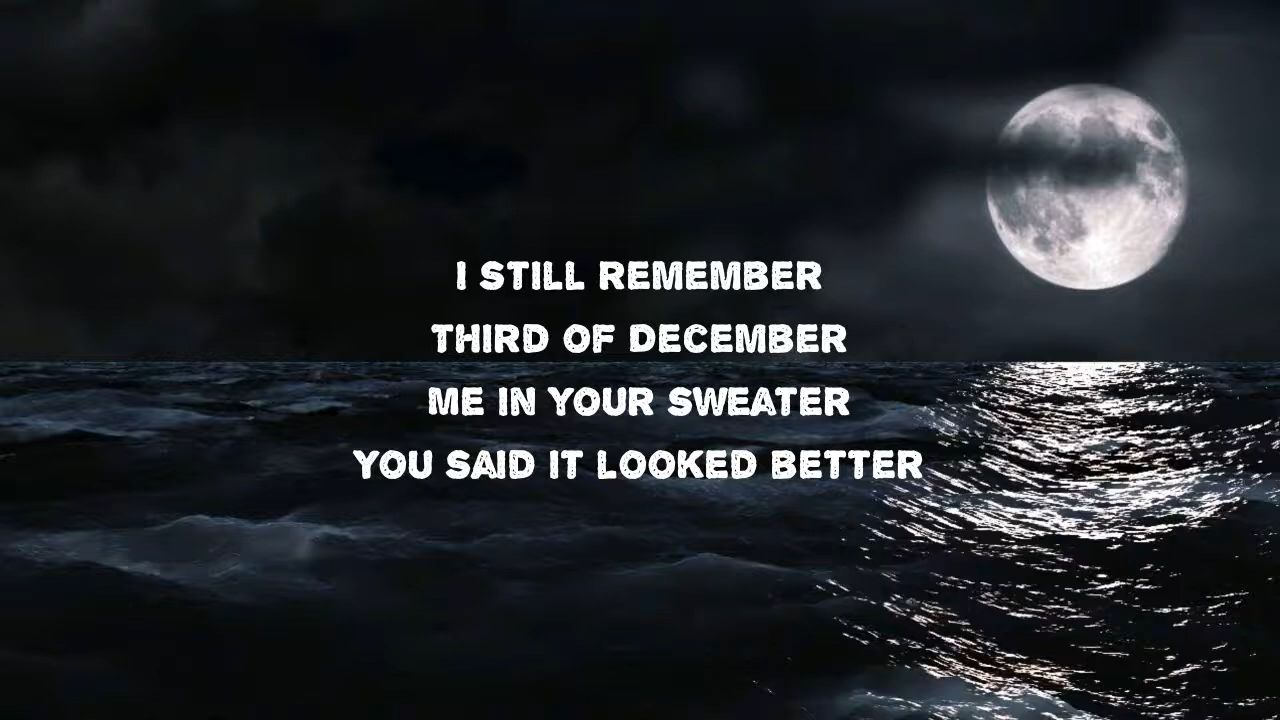 I STILL REMEMBER
THIRD OF DECEMBER
ME IN YOUR SWEATER
YOU SAID IT LOOKED BETTER